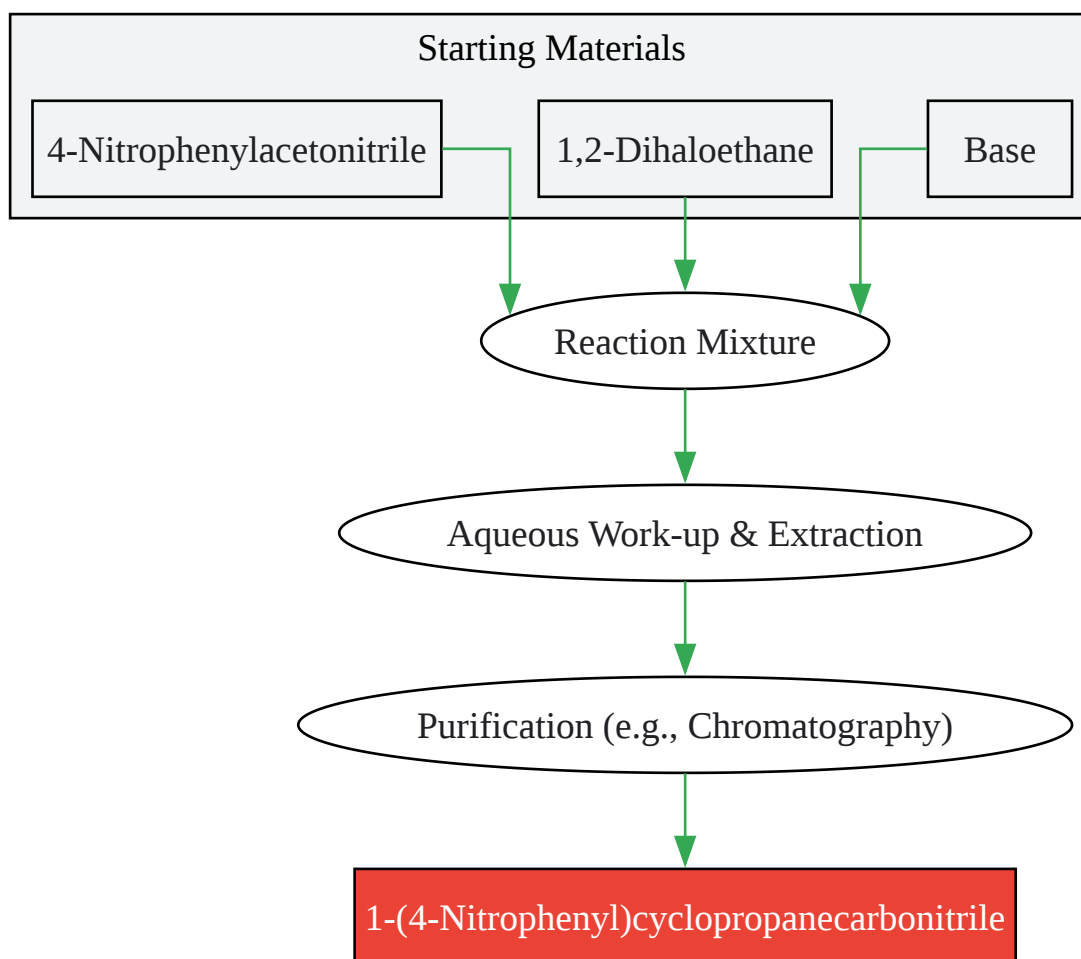 Starting Materials
4-Nitrophenylacetonitrile
1,2-Dihaloethane
Base
Reaction Mixture
Aqueous Work-up & Extraction
Purification (e.g., Chromatography)
1-(4-Nitrophenyl)cyclopropanecarbonitrile